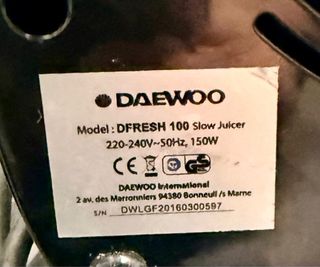 DAEWOO
Model : DFRESH 100 Slow Juicer
220-240V~50Hz, 150W
CE
DAEWOO International
2 av. des Marronniers 94380 Bonneuil /s Marne
S/N DWLGF20160300597